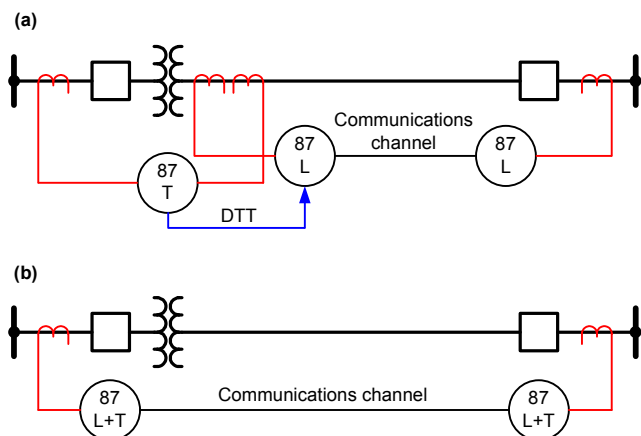 (a)
Communications
channel
87
L
87
L
87
T
DTT
(b)
Communications channel
87
L+T
87
L+T